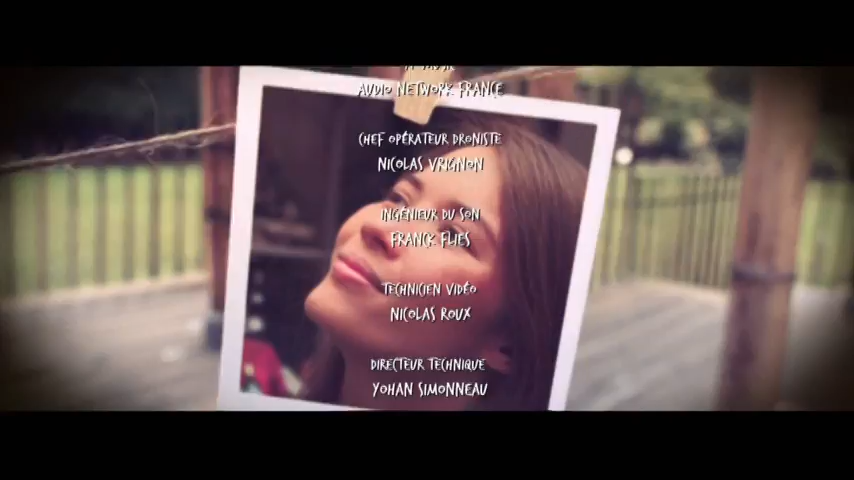 AUDIO NETWORK FRANCE
CHEF OPÉRATEUR DRONISTE
NICOLAS VRIGNON
INGÉNIEUR DU SON
FRANCK FLIES
TECHNICIEN VIDÉO
NICOLAS ROUX
DIRECTEUR TECHNIQUE
YOHAN SIMONNEAU